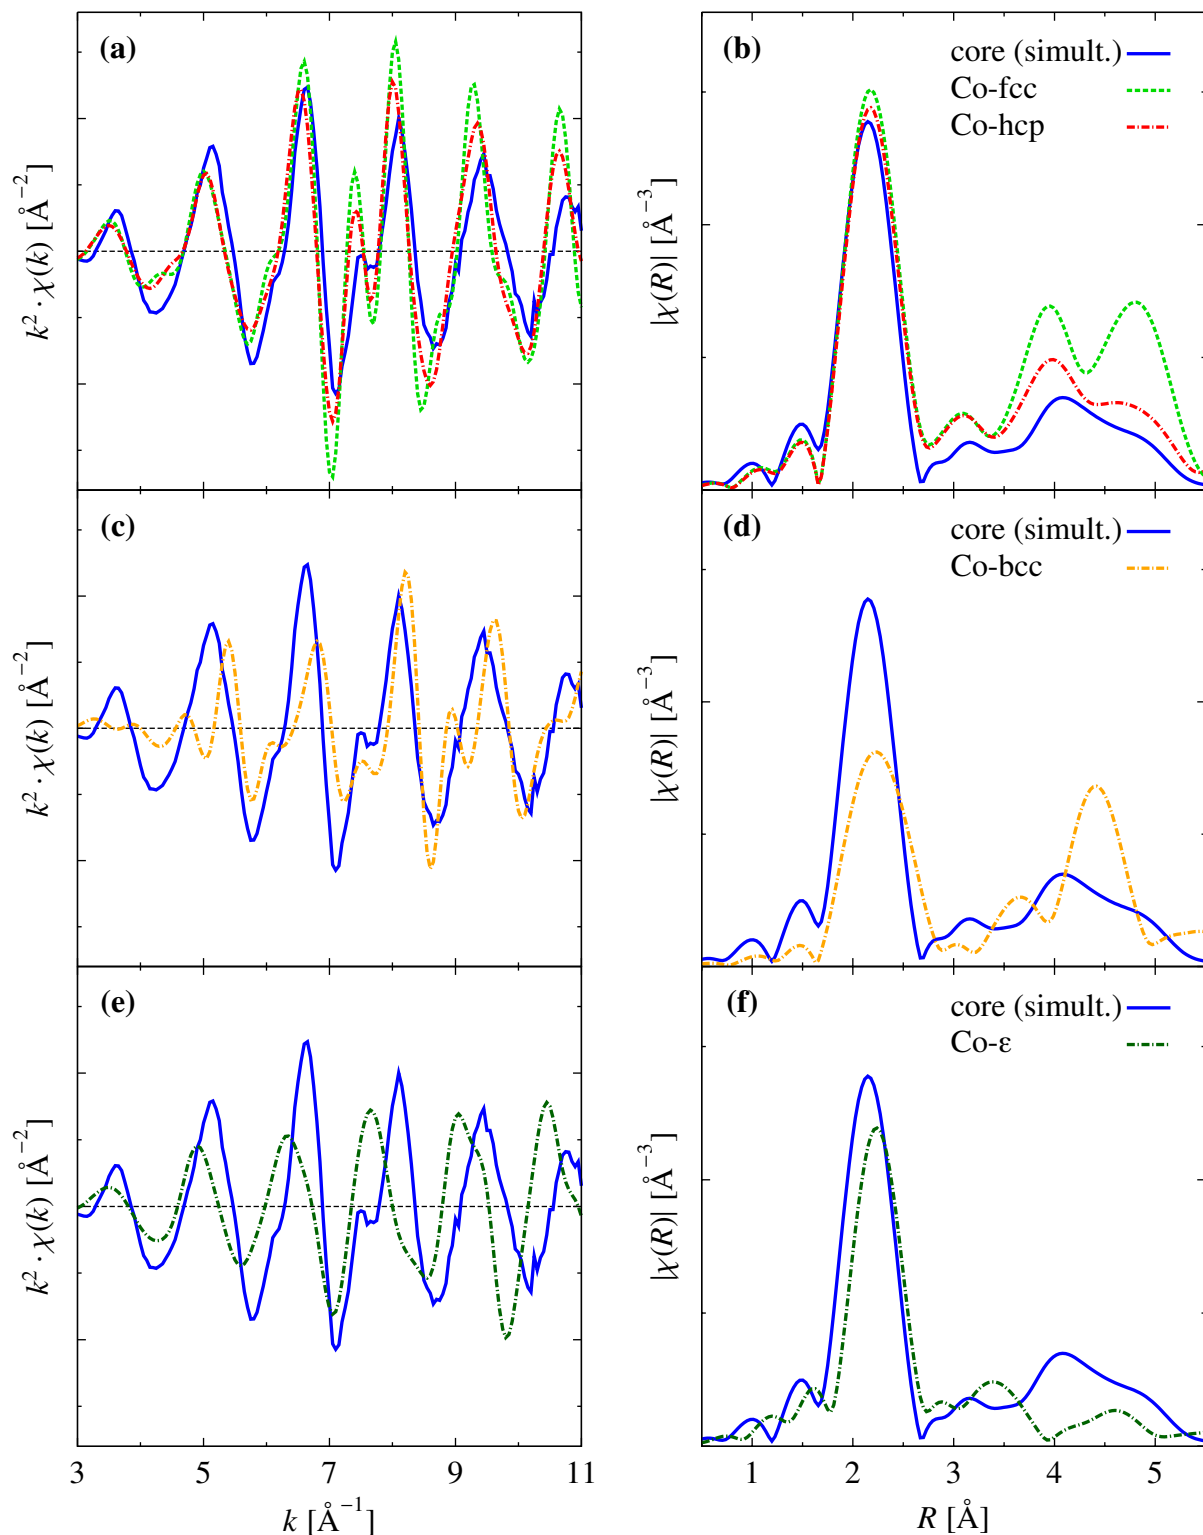 (a)
k² · χ(k) [Å⁻²]
(b)
core (simult.)
Co-fcc
Co-hcp
|χ(R)| [Å⁻³]
(c)
k² · χ(k) [Å⁻²]
(d)
core (simult.)
Co-bcc
|χ(R)| [Å⁻³]
(e)
k² · χ(k) [Å⁻²]
(f)
core (simult.)
Co-ε
|χ(R)| [Å⁻³]
3 5 7 9 11
k [Å⁻¹]
1 2 3 4 5
R [Å]